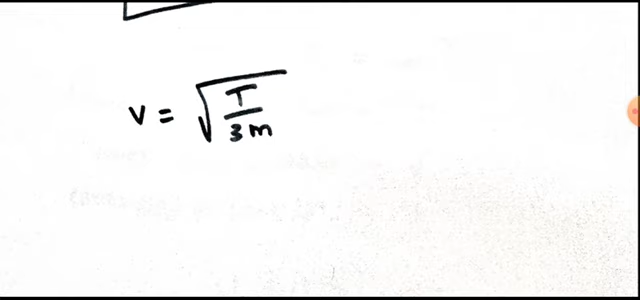 v = √(T/3m)